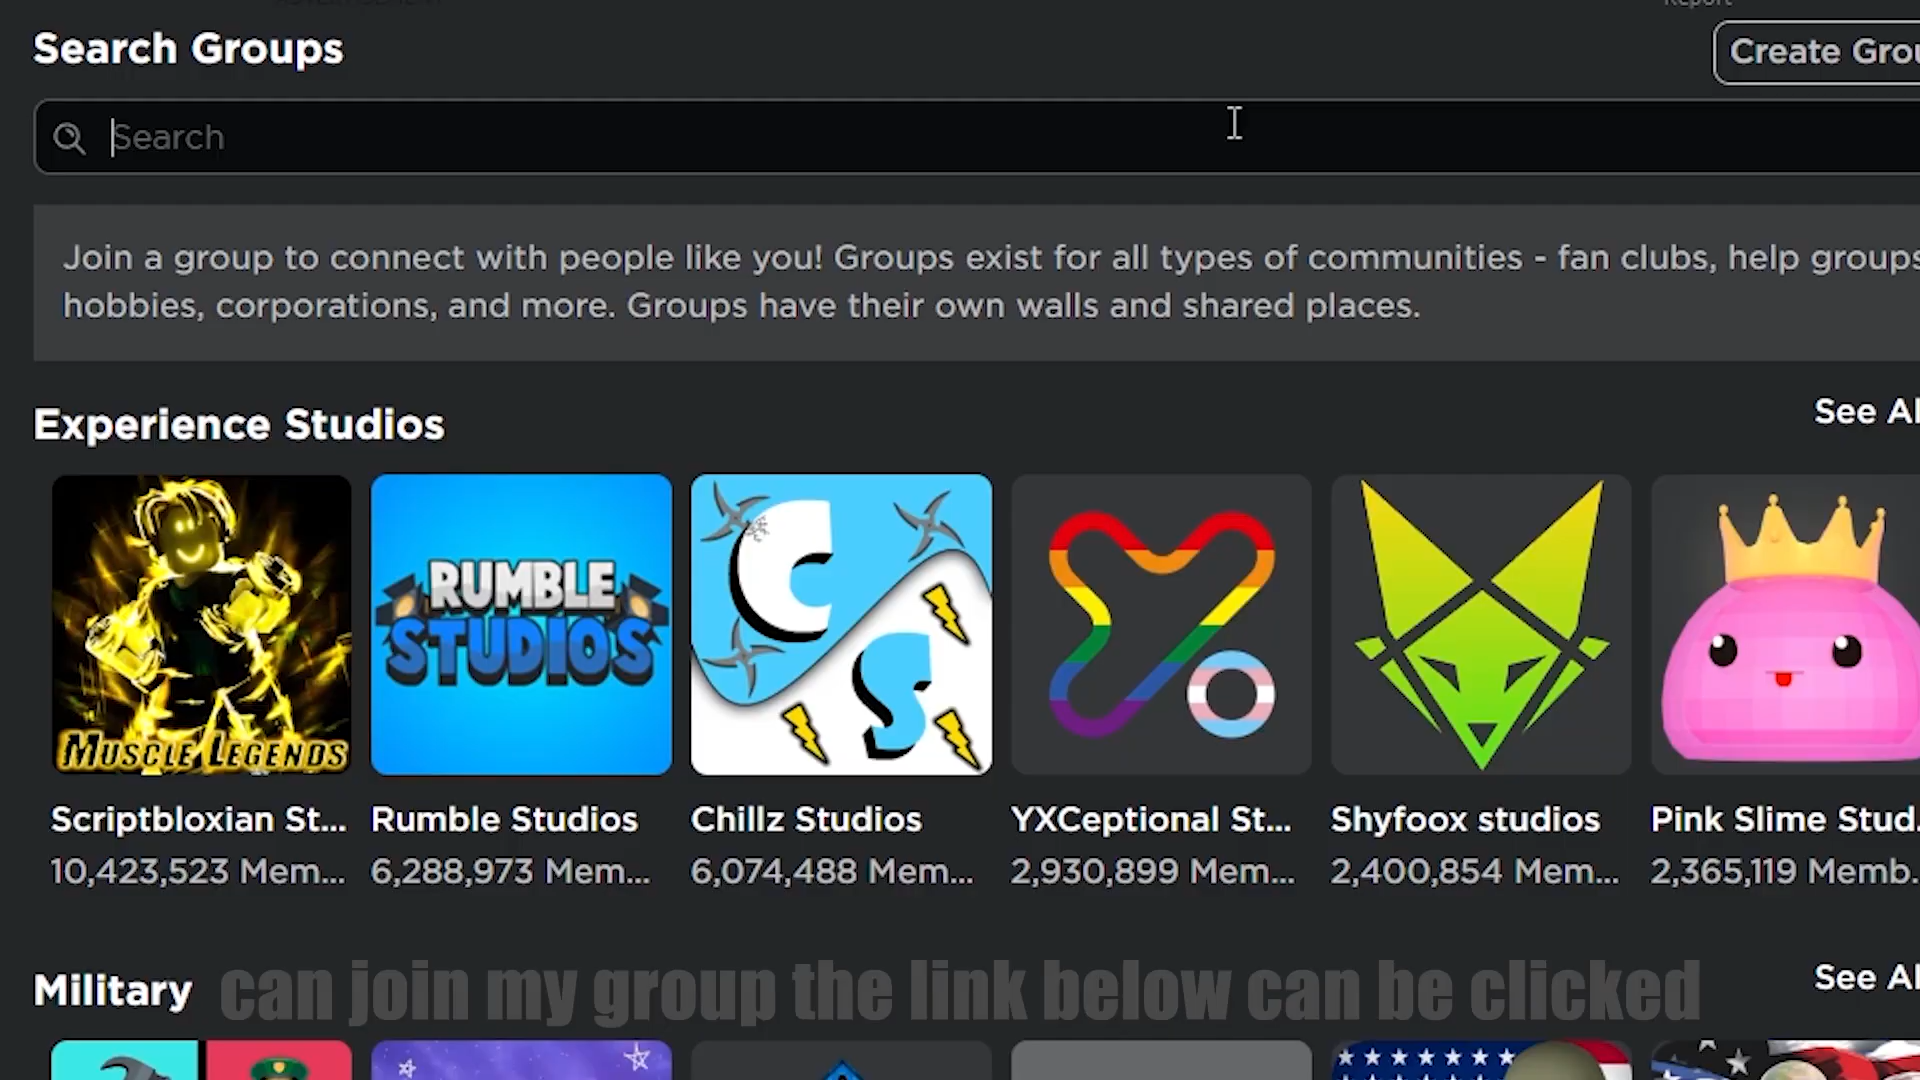 Report
Search Groups
Create Grou
Search
Join a group to connect with people like you! Groups exist for all types of communities - fan clubs, help groups
hobbies, corporations, and more. Groups have their own walls and shared places.
Experience Studios
See Al
MUSCLE LEGENDS
RUMBLE
STUDIOS
C
S
Scriptbloxian St...
Rumble Studios
Chillz Studios
YXCeptional St...
Shyfoox studios
Pink Slime Stud.
10,423,523 Mem...
6,288,973 Mem...
6,074,488 Mem...
2,930,899 Mem...
2,400,854 Mem...
2,365,119 Memb.
Military
See Al
can join my group the link below can be clicked